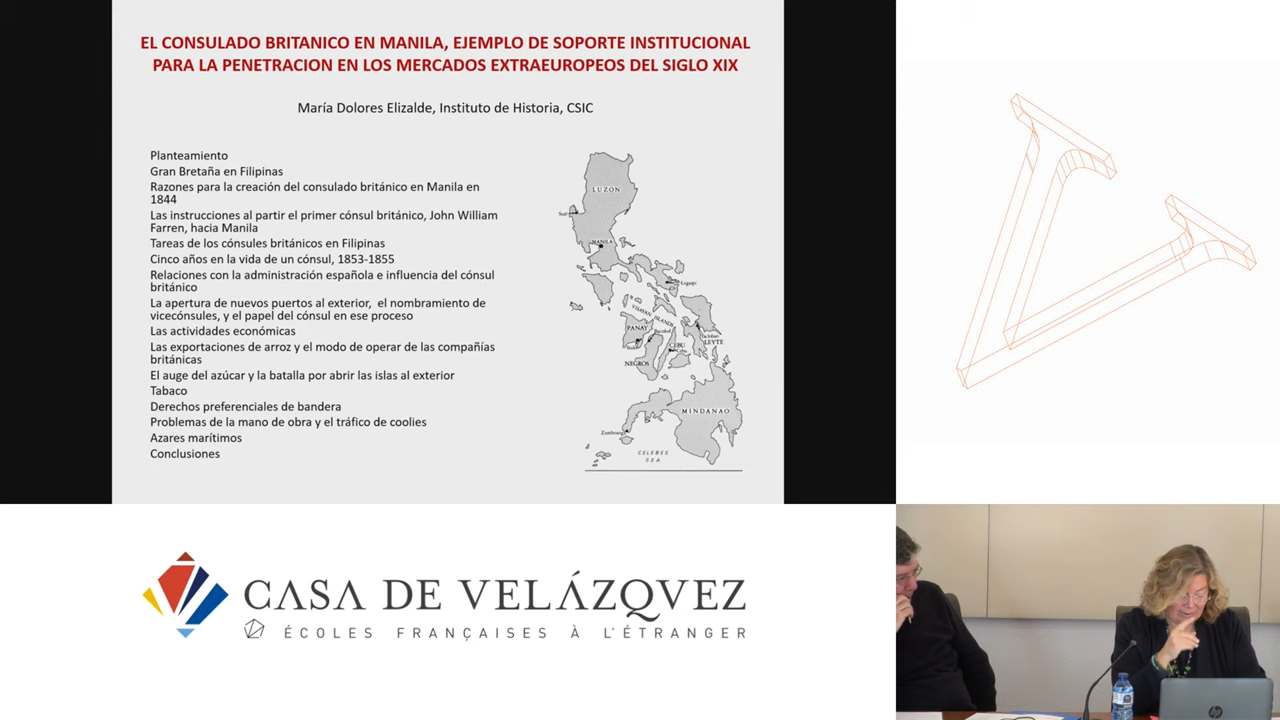 EL CONSULADO BRITANICO EN MANILA, EJEMPLO DE SOPORTE INSTITUCIONAL
PARA LA PENETRACION EN LOS MERCADOS EXTRAEUROPEOS DEL SIGLO XIX
María Dolores Elizalde, Instituto de Historia, CSIC
Planteamiento
Gran Bretaña en Filipinas
Razones para la creación del consulado británico en Manila en
1844
Las instrucciones al partir el primer cónsul británico, John William
Farren, hacia Manila
Tareas de los cónsules británicos en Filipinas
Cinco años en la vida de un cónsul, 1853-1855
Relaciones con la administración española e influencia del cónsul
británico
La apertura de nuevos puertos al exterior, el nombramiento de
vicecónsules, y el papel del cónsul en ese proceso
Las actividades económicas
Las exportaciones de arroz y el modo de operar de las compañías
británicas
El auge del azúcar y la batalla por abrir las islas al exterior
Tabaco
Derechos preferenciales de bandera
Problemas de la mano de obra y el tráfico de coolies
Azares marítimos
Conclusiones
LUZON
MANILA
Legaspi
VISAYAN ISLANDS
PANAY
Tacloban
LEYTE
CEBU
NEGROS
MINDANAO
Zamboanga
CELEBES
SEA
CASA DE VELÁZQVEZ
ÉCOLES FRANÇAISES À L'ÉTRANGER
hp